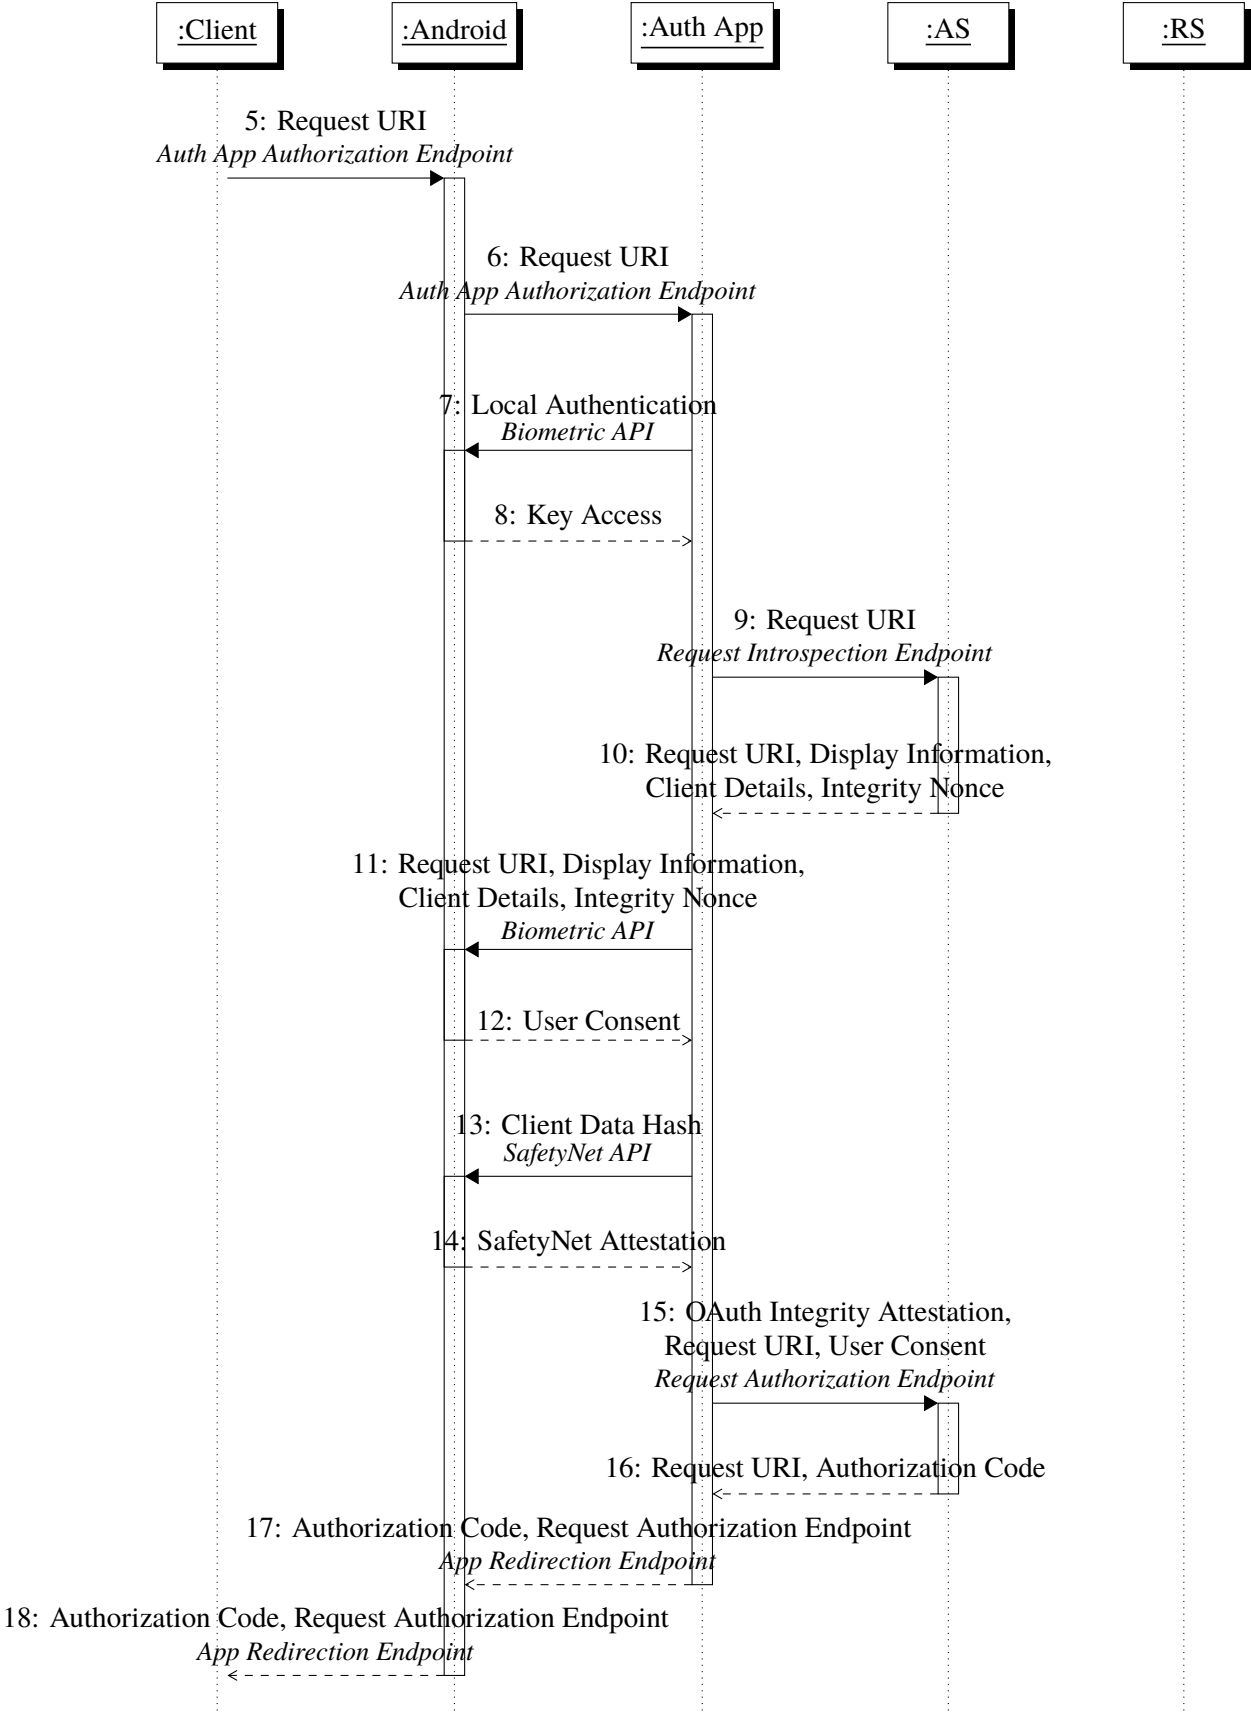 :Client
:Android
:Auth App
:AS
:RS
5: Request URI
Auth App Authorization Endpoint
6: Request URI
Auth App Authorization Endpoint
7: Local Authentication
Biometric API
8: Key Access
9: Request URI
Request Introspection Endpoint
10: Request URI, Display Information,
Client Details, Integrity Nonce
11: Request URI, Display Information,
Client Details, Integrity Nonce
Biometric API
12: User Consent
13: Client Data Hash
SafetyNet API
14: SafetyNet Attestation
15: OAuth Integrity Attestation,
Request URI, User Consent
Request Authorization Endpoint
16: Request URI, Authorization Code
17: Authorization Code, Request Authorization Endpoint
App Redirection Endpoint
18: Authorization Code, Request Authorization Endpoint
App Redirection Endpoint